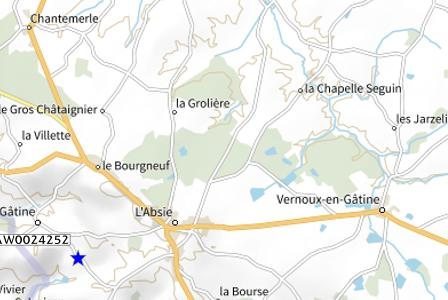 Chantemerle
la Chapelle Seguin
la Grolière
le Gros Châtaignier
les Jarzeli
la Villette
le Bourgneuf
Vernoux-en-Gâtine
Gâtine
L'Absie
AW0024252
la Bourse
Vivier